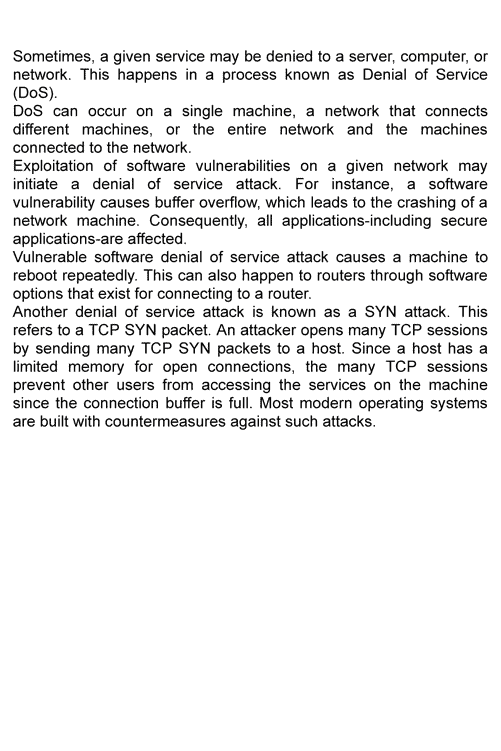 Sometimes, a given service may be denied to a server, computer, or
network. This happens in a process known as Denial of Service
(DoS).
DoS can occur on a single machine, a network that connects
different machines, or the entire network and the machines
connected to the network.
Exploitation of software vulnerabilities on a given network may
initiate a denial of service attack. For instance, a software
vulnerability causes buffer overflow, which leads to the crashing of a
network machine. Consequently, all applications-including secure
applications-are affected.
Vulnerable software denial of service attack causes a machine to
reboot repeatedly. This can also happen to routers through software
options that exist for connecting to a router.
Another denial of service attack is known as a SYN attack. This
refers to a TCP SYN packet. An attacker opens many TCP sessions
by sending many TCP SYN packets to a host. Since a host has a
limited memory for open connections, the many TCP sessions
prevent other users from accessing the services on the machine
since the connection buffer is full. Most modern operating systems
are built with countermeasures against such attacks.